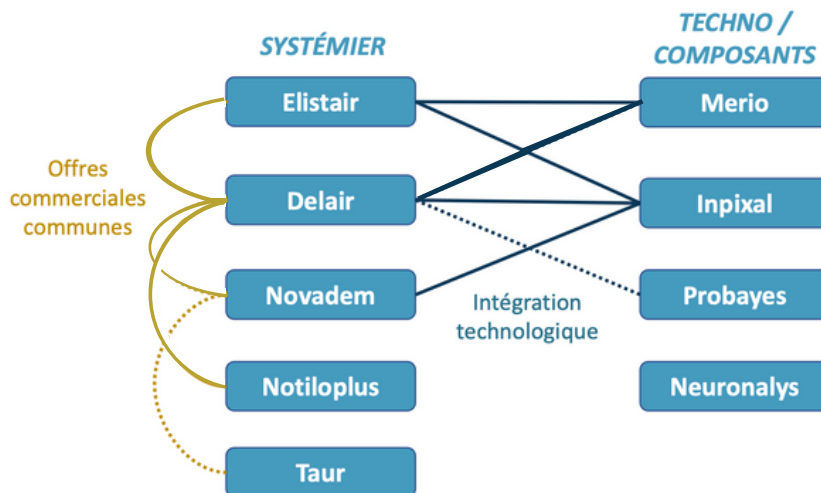 SYSTÉMIER
TECHNO /
COMPOSANTS
Elistair
Merio
Offres
commerciales
communes
Delair
Inpixal
Novadem
Intégration
technologique
Probayes
Notiloplus
Neuronalys
Taur